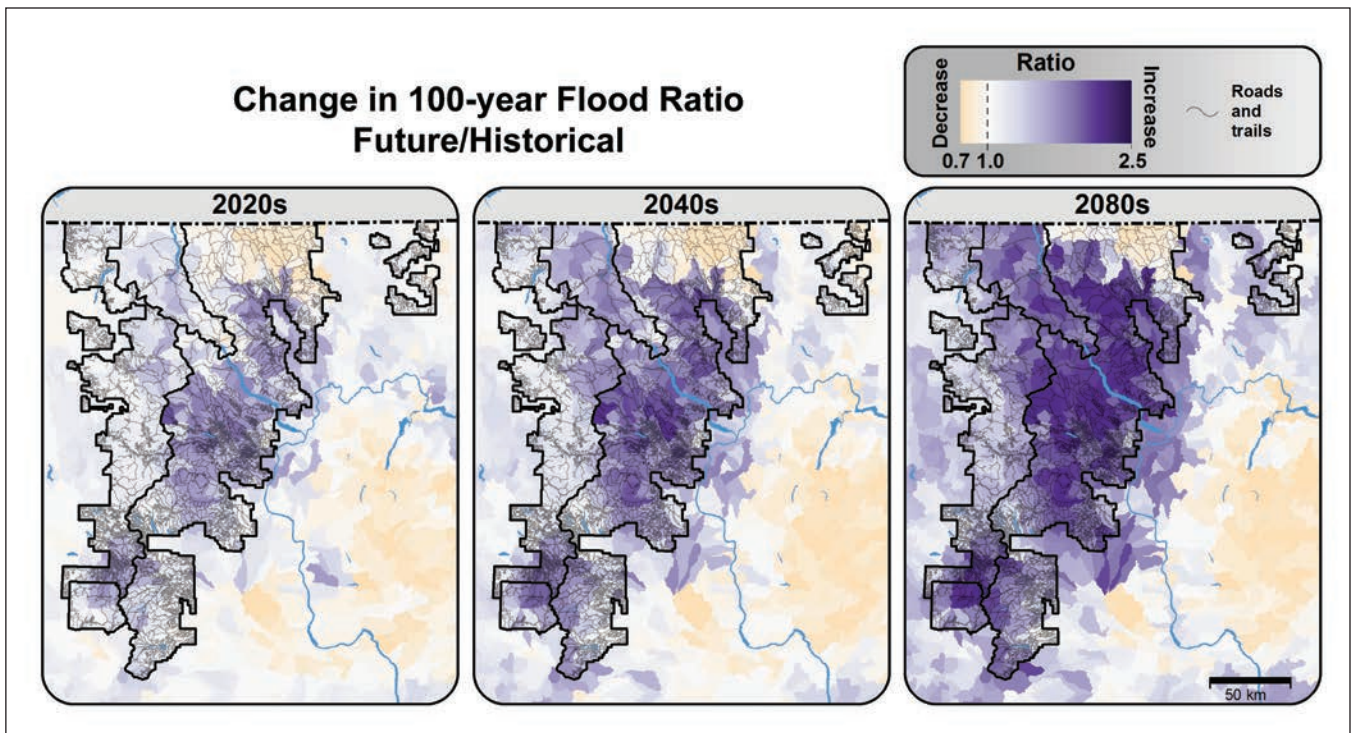 Change in 100-year Flood Ratio
Future/Historical
Ratio
Decrease
Increase
0.7 1.0 2.5
Roads
and
trails
2020s
2040s
2080s
50 km